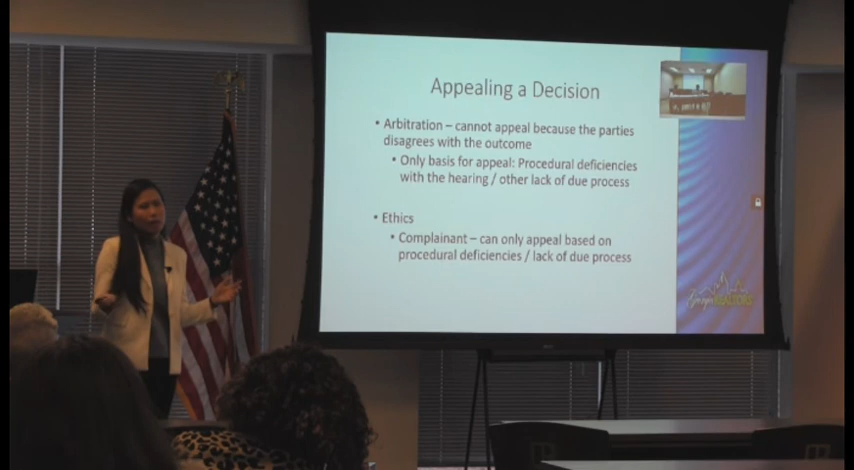 Appealing a Decision
• Arbitration – cannot appeal because the parties
disagrees with the outcome
• Only basis for appeal: Procedural deficiencies
with the hearing / other lack of due process
• Ethics
• Complainant – can only appeal based on
procedural deficiencies / lack of due process
Georgia REALTORS